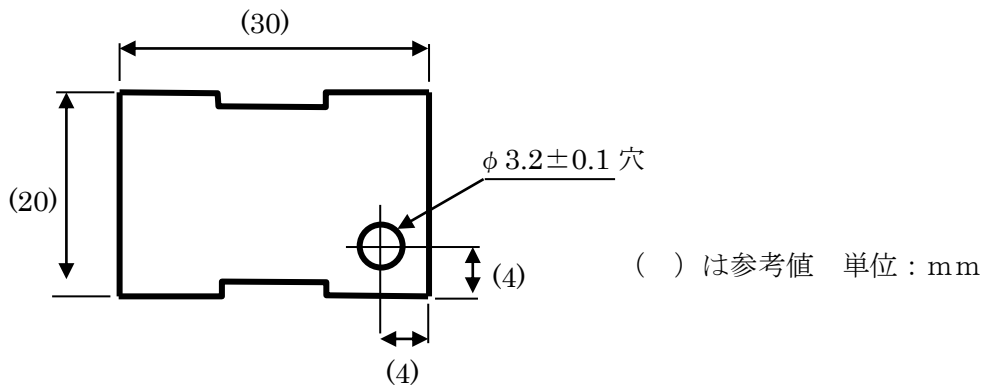 (30)
φ3.2±0.1 穴
(20)
(4)
(　)は参考値　単位：mm
(4)